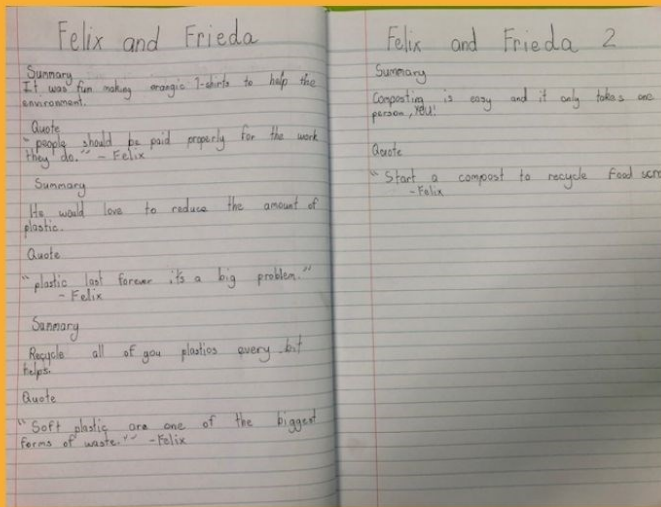 Felix and Frieda
Summary
It was fun making orangic T-shirts to help the
environment.
Quote
"people should be paid properly for the work
they do." - Felix
Summary
He would love to reduce the amount of
plastic.
Quote
"plastic last forever it's a big problem."
- Felix
Summary
Recycle all of you plastics every bit
helps.
Quote
"Soft plastic are one of the biggest
forms of waste." -Felix
Felix and Frieda 2
Summary
Composting is easy and it only takes one
person, YOU!
Quote
"Start a compost to recycle food scr
-Felix